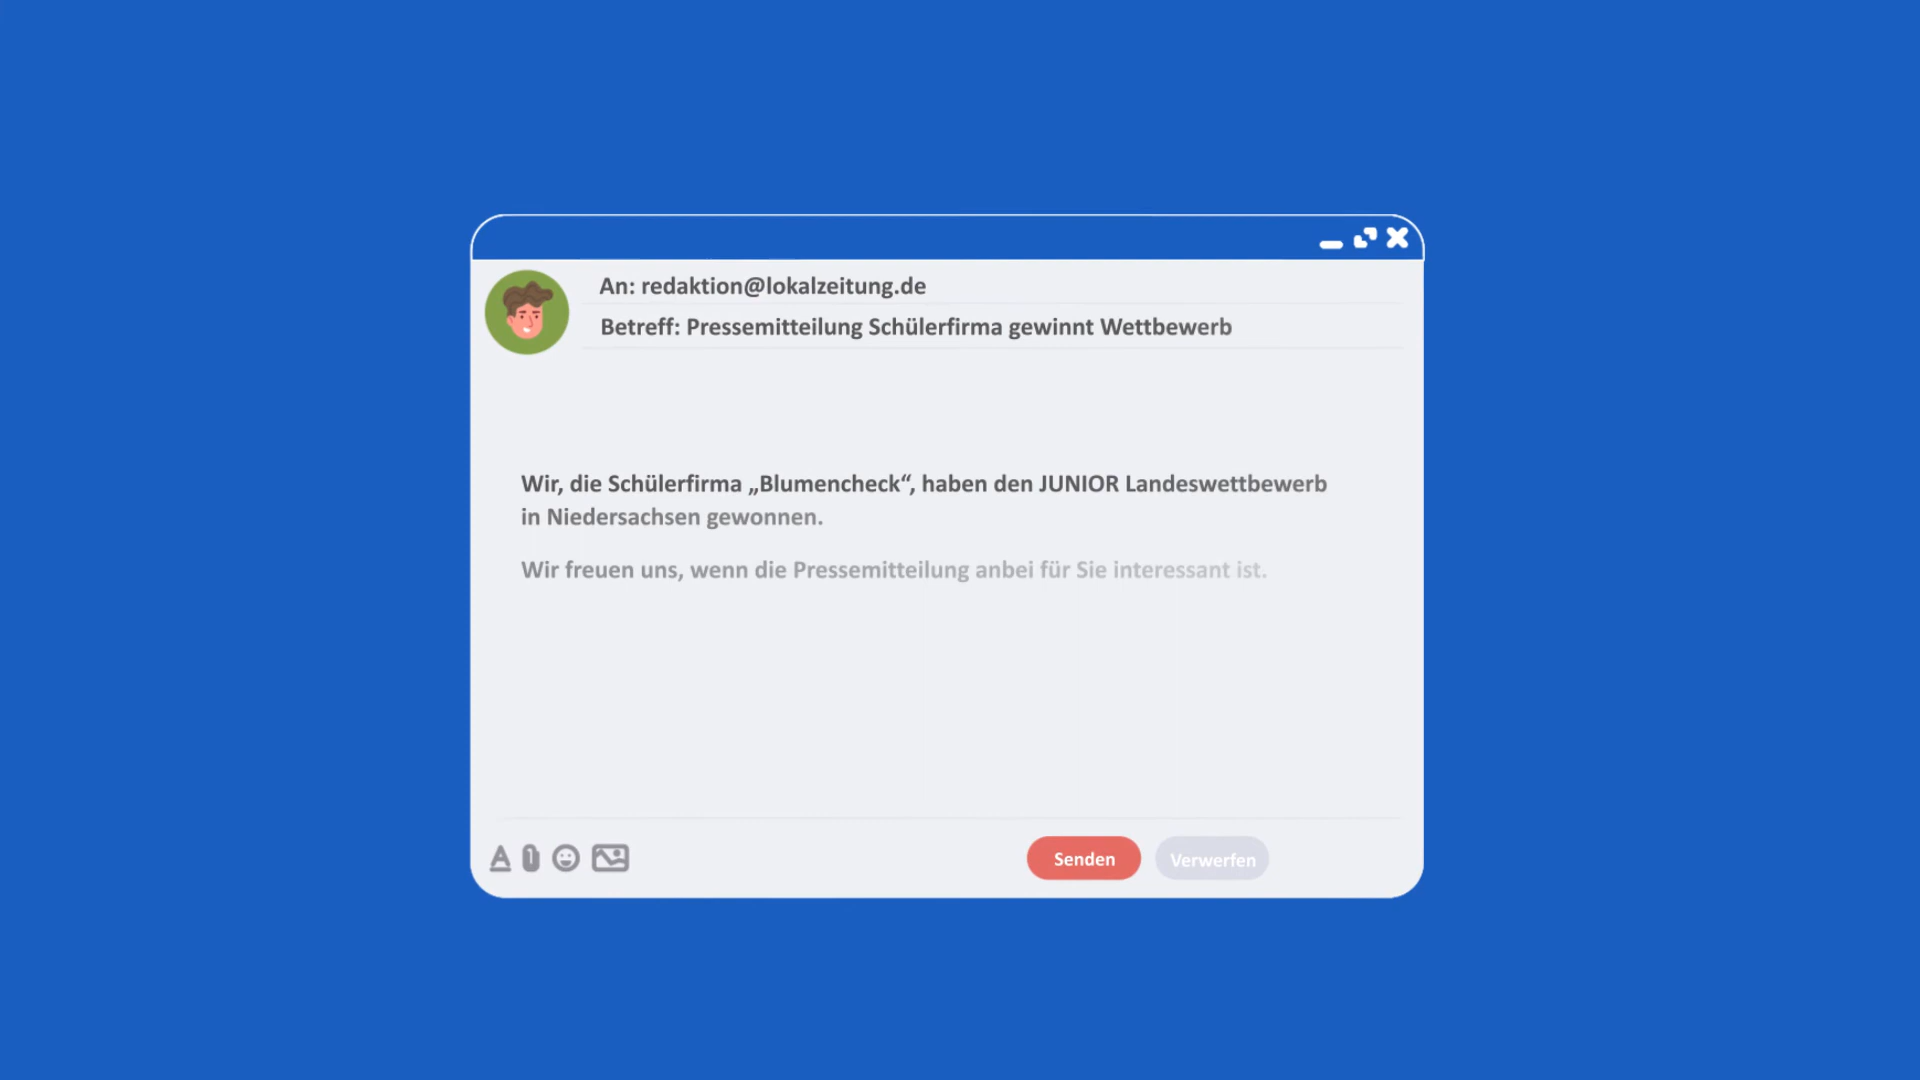 An: redaktion@lokalzeitung.de
Betreff: Pressemitteilung Schülerfirma gewinnt Wettbewerb
Wir, die Schülerfirma „Blumencheck“, haben den JUNIOR Landeswettbewerb
in Niedersachsen gewonnen.
Wir freuen uns, wenn die Pressemitteilung anbei für Sie interessant ist.
Senden
Verwerfen